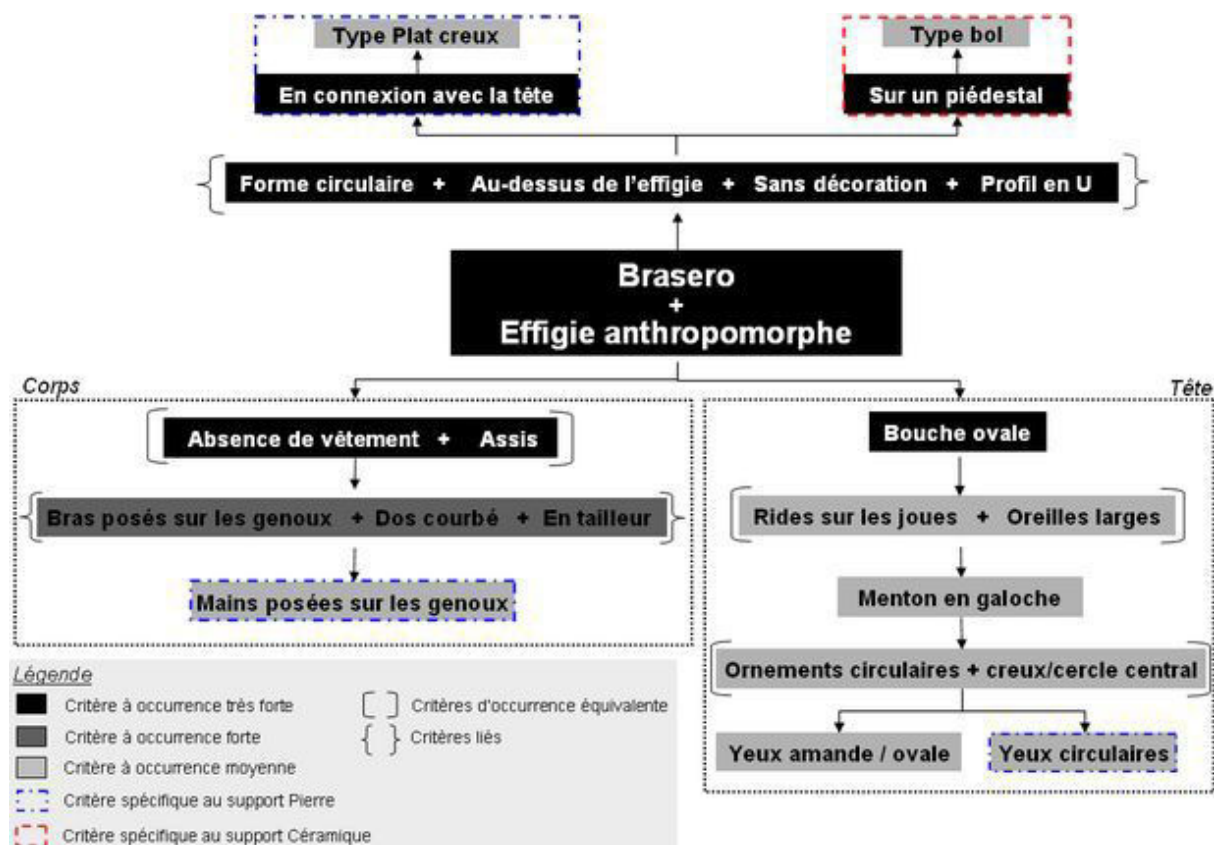 Type Plat creux
Type bol
En connexion avec la tête
Sur un piédestal
Forme circulaire + Au-dessus de l'effigie + Sans décoration + Profil en U
Brasero
+
Effigie anthropomorphe
Corps
Tête
Absence de vêtement + Assis
Bras posés sur les genoux + Dos courbé + En tailleur
Mains posées sur les genoux
Bouche ovale
Rides sur les joues + Oreilles larges
Menton en galoche
Ornements circulaires + creux/cercle central
Yeux amande / ovale
Yeux circulaires
Légende
Critère à occurrence très forte
Critère à occurrence forte
Critère à occurrence moyenne
Critère spécifique au support Pierre
Critère spécifique au support Céramique
[ ] Critères d'occurrence équivalente
{ } Critères liés